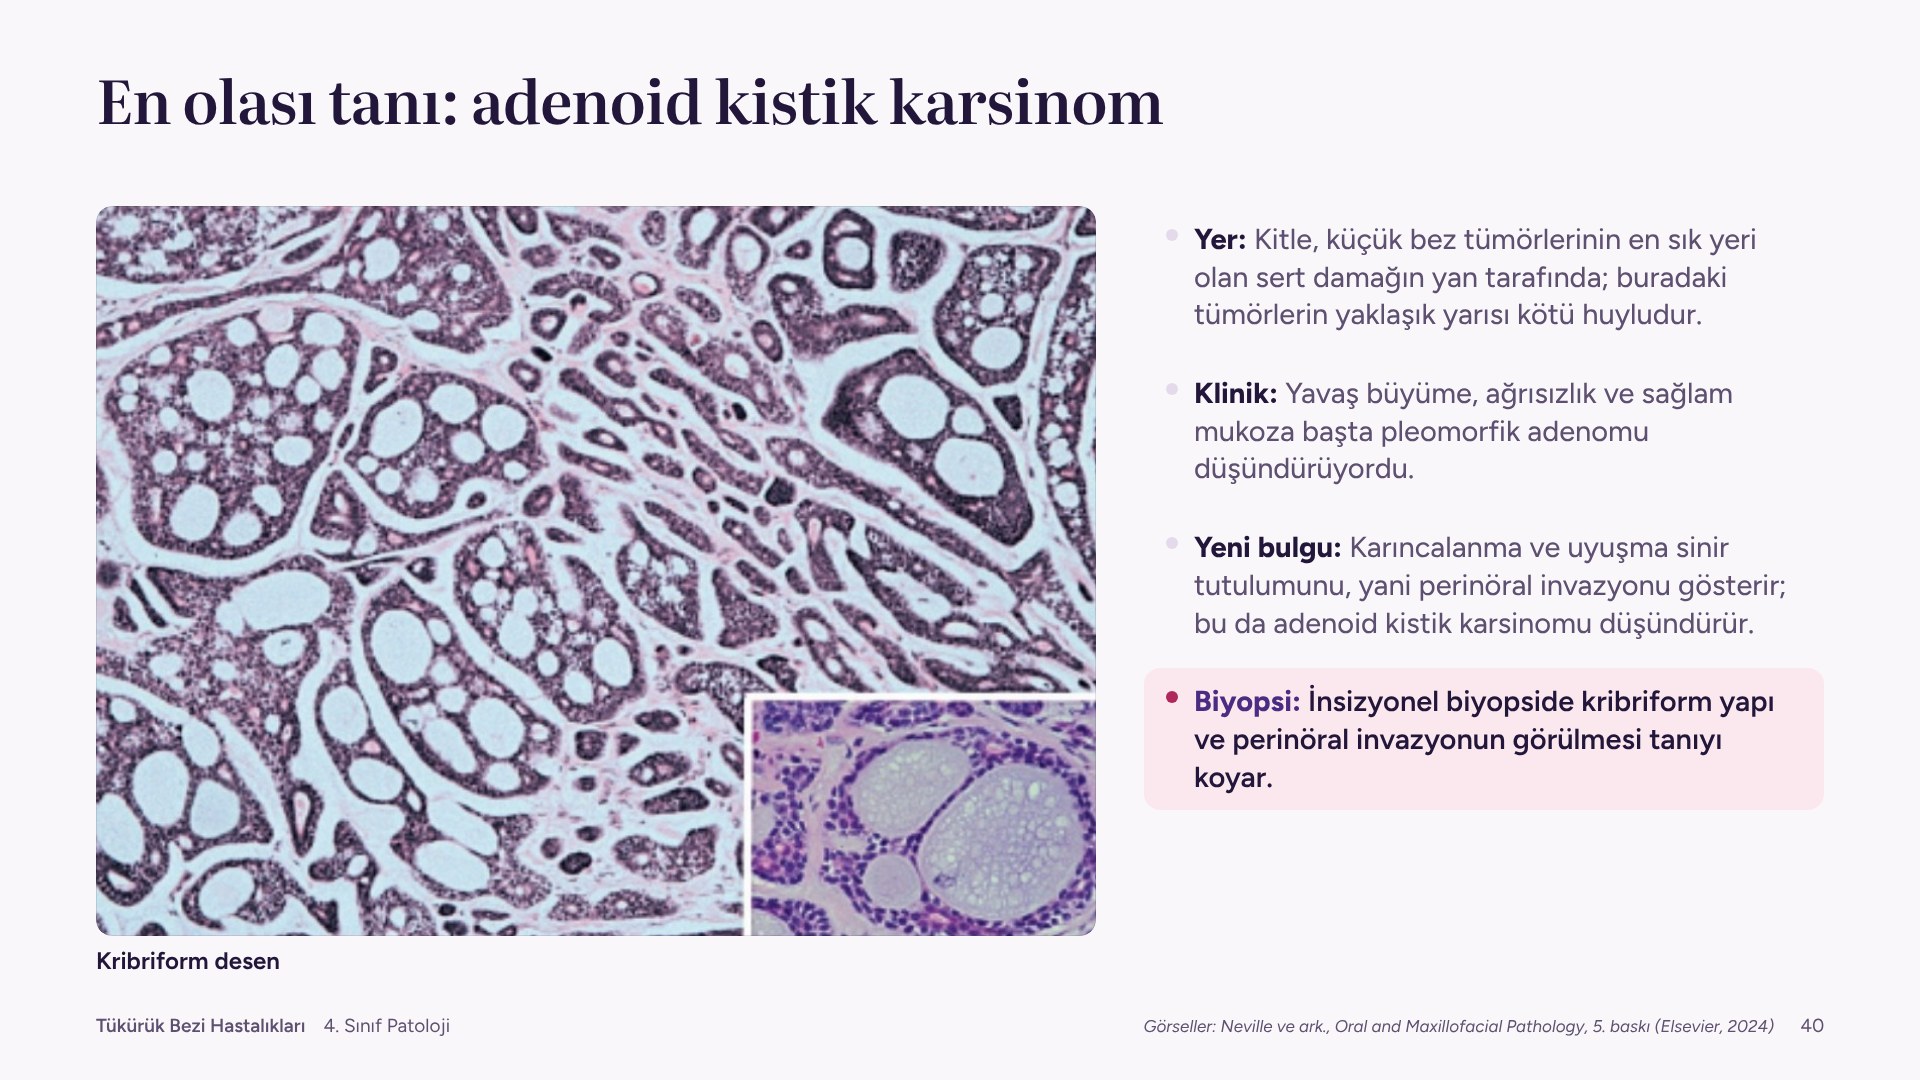 En olası tanı: adenoid kistik karsinom
Yer: Kitle, küçük bez tümörlerinin en sık yeri
olan sert damağın yan tarafında; buradaki
tümörlerin yaklaşık yarısı kötü huyludur.
Klinik: Yavaş büyüme, ağrısızlık ve sağlam
mukoza başta pleomorfik adenomu
düşündürüyordu.
Yeni bulgu: Karıncalanma ve uyuşma sinir
tutulumunu, yani perinöral invazyonu gösterir;
bu da adenoid kistik karsinomu düşündürür.
Biyopsi: İnsizyonel biyopside kribriform yapı
ve perinöral invazyonun görülmesi tanıyı
koyar.
Kribriform desen
Tükürük Bezi Hastalıkları 4. Sınıf Patoloji
Görseller: Neville ve ark., Oral and Maxillofacial Pathology, 5. baskı (Elsevier, 2024) 40